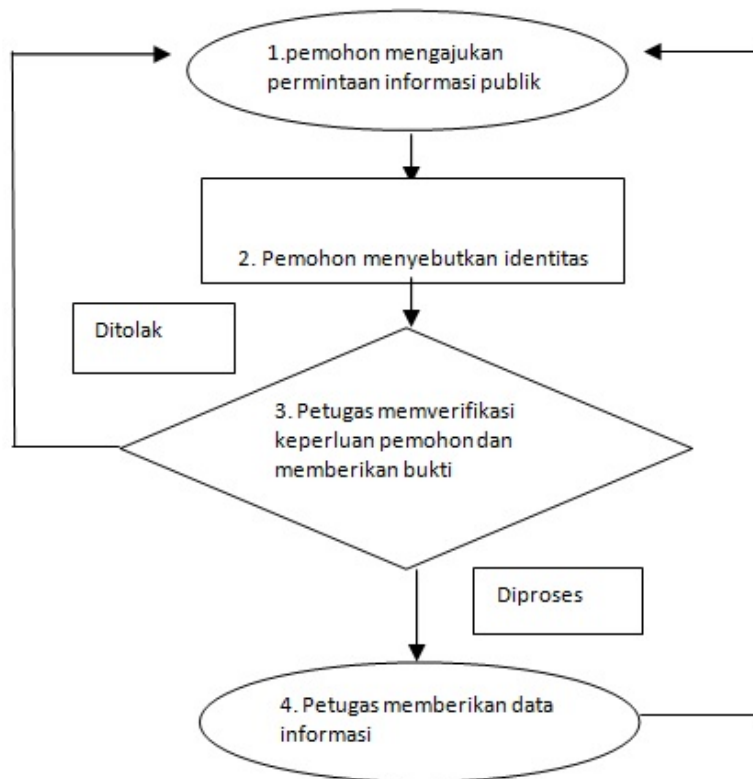 1.pemohon mengajukan
permintaan informasi publik
2. Pemohon menyebutkan identitas
Ditolak
3. Petugas memverifikasi
keperluan pemohon dan
memberikan bukti
Diproses
4. Petugas memberikan data
informasi